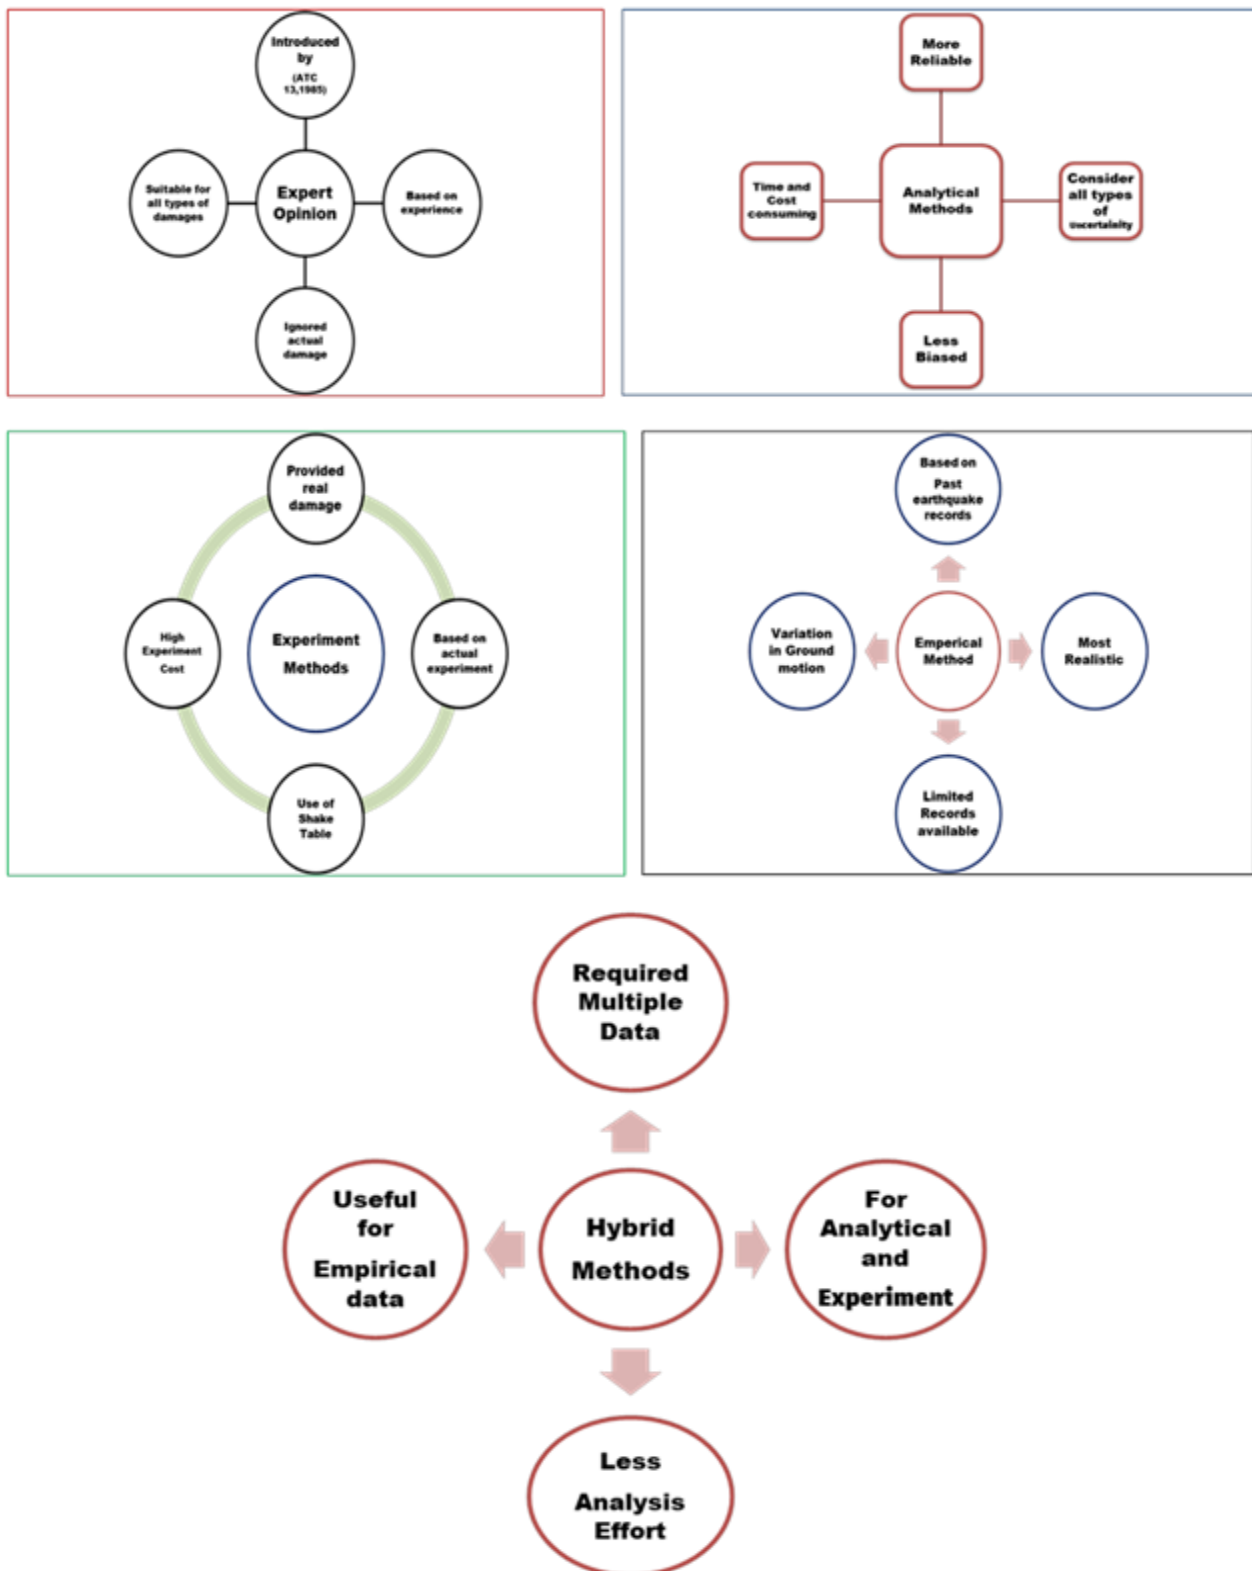 Introduced
by
(ATC
13,1985)
Suitable for
all types of
damages
Expert
Opinion
Based on
experience
Ignored
actual
damage
More
Reliable
Time and
Cost
consuming
Analytical
Methods
Consider
all types
of
uncertainity
Less
Biased
Provided
real
damage
High
Experiment
Cost
Experiment
Methods
Based on
actual
experiment
Use of
Shake
Table
Based on
Past
earthquake
records
Variation
in Ground
motion
Emperical
Method
Most
Realistic
Limited
Records
available
Required
Multiple
Data
Useful
for
Empirical
data
Hybrid
Methods
For
Analytical
and
Experiment
Less
Analysis
Effort